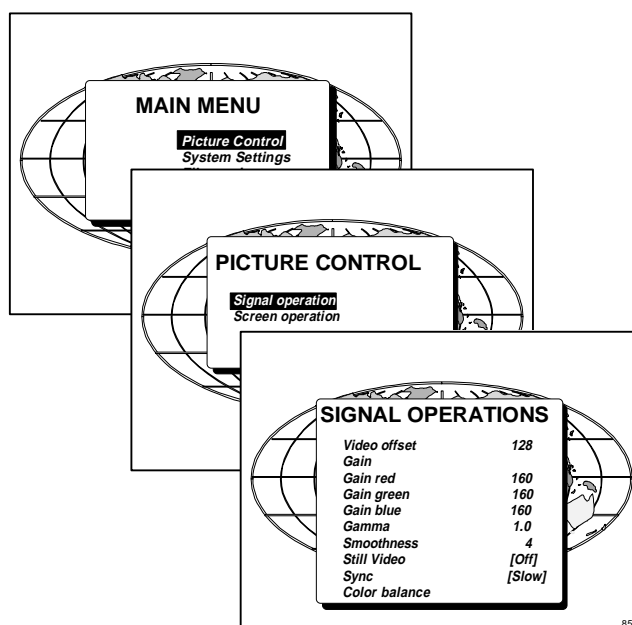 MAIN MENU
Picture Control
System Settings
PICTURE CONTROL
Signal operation
Screen operation
SIGNAL OPERATIONS
Video offset 128
Gain
Gain red 160
Gain green 160
Gain blue 160
Gamma 1.0
Smoothness 4
Still Video [Off]
Sync [Slow]
Color balance
85